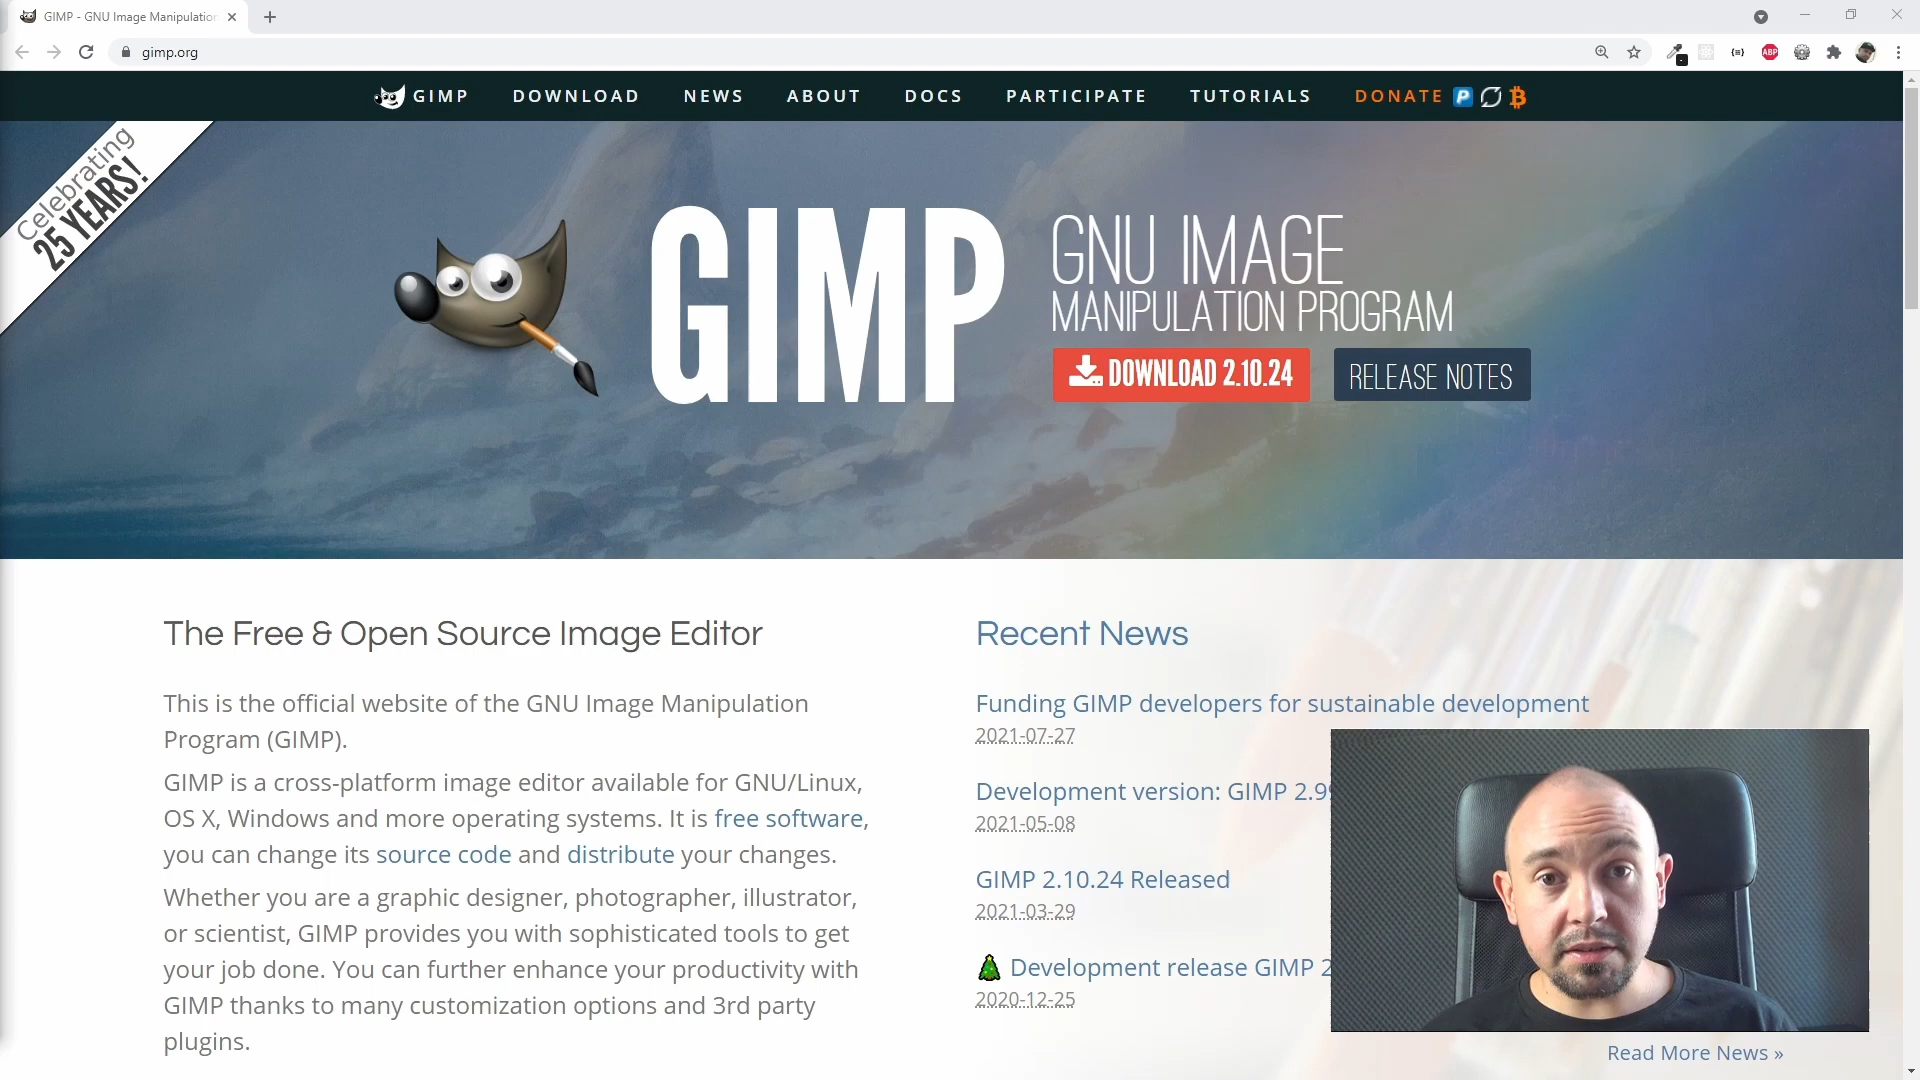 GIMP - GNU Image Manipulation
gimp.org
ABP
GIMP DOWNLOAD NEWS ABOUT DOCS PARTICIPATE TUTORIALS DONATE
Celebrating
25 YEARS!
GIMP
GNU IMAGE
MANIPULATION PROGRAM
DOWNLOAD 2.10.24
RELEASE NOTES
The Free & Open Source Image Editor
This is the official website of the GNU Image Manipulation
Program (GIMP).
GIMP is a cross-platform image editor available for GNU/Linux,
OS X, Windows and more operating systems. It is free software,
you can change its source code and distribute your changes.
Whether you are a graphic designer, photographer, illustrator,
or scientist, GIMP provides you with sophisticated tools to get
your job done. You can further enhance your productivity with
GIMP thanks to many customization options and 3rd party
plugins.
Recent News
Funding GIMP developers for sustainable development
2021-07-27
Development version: GIMP 2.9
2021-05-08
GIMP 2.10.24 Released
2021-03-29
Development release GIMP 2
2020-12-25
Read More News »